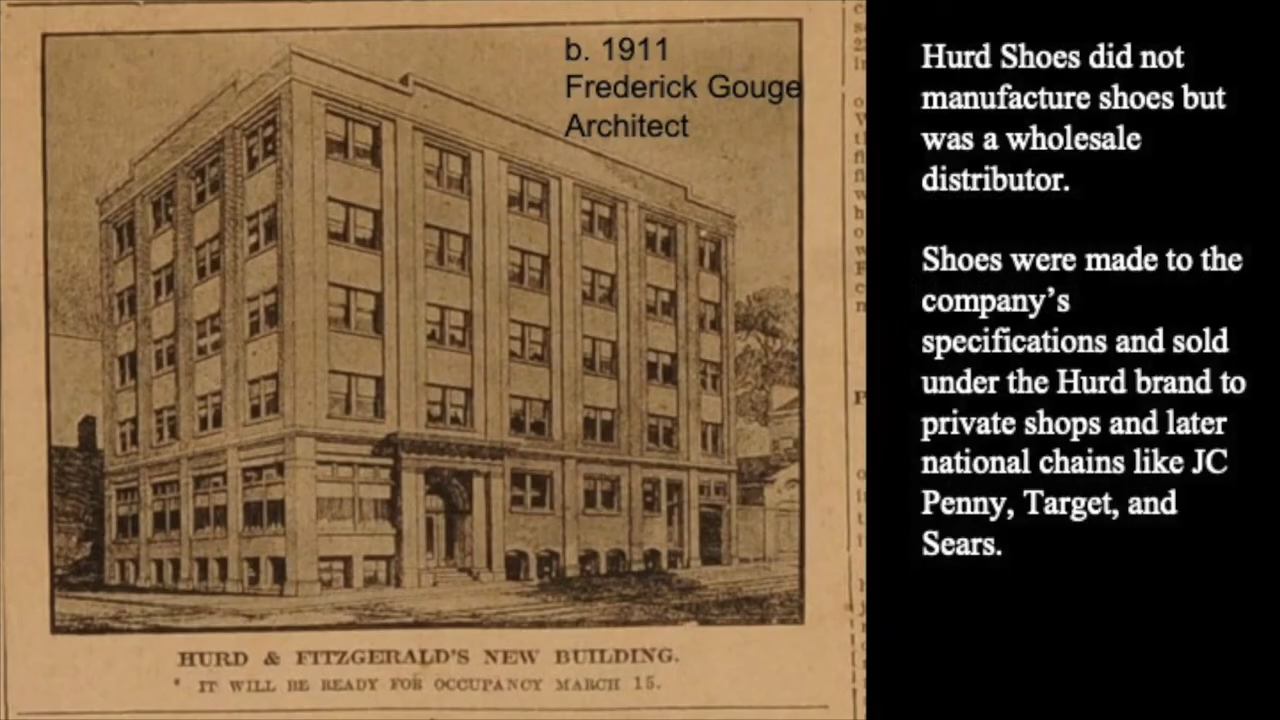 b. 1911
Frederick Gouge
Architect
HURD & FITZGERALD'S NEW BUILDING.
IT WILL BE READY FOR OCCUPANCY MARCH 15.
Hurd Shoes did not
manufacture shoes but
was a wholesale
distributor.
Shoes were made to the
company’s
specifications and sold
under the Hurd brand to
private shops and later
national chains like JC
Penny, Target, and
Sears.